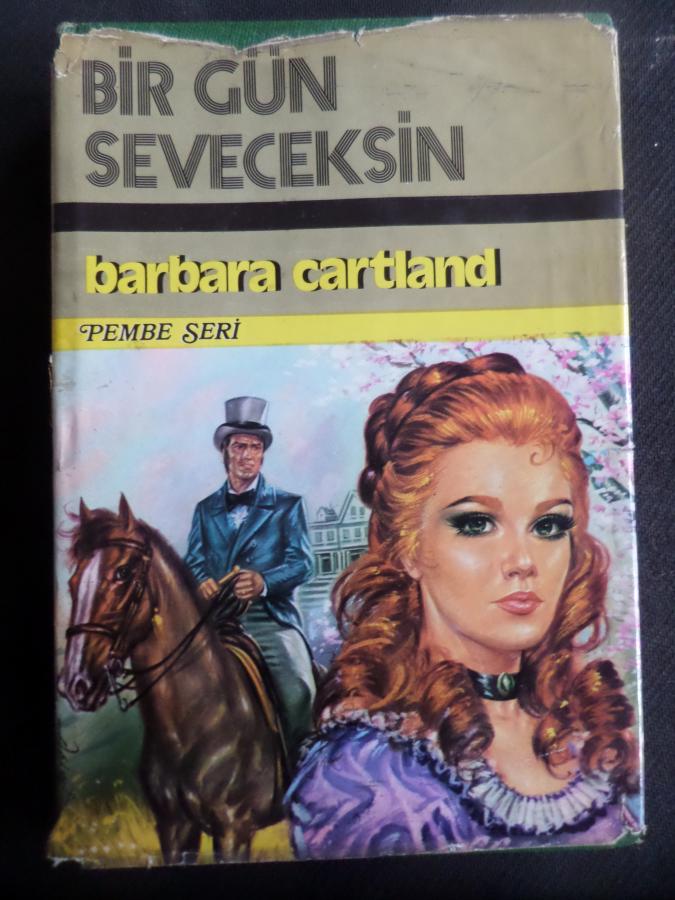 BİR GÜN
SEVECEKSİN
barbara cartland
PEMBE SERİ